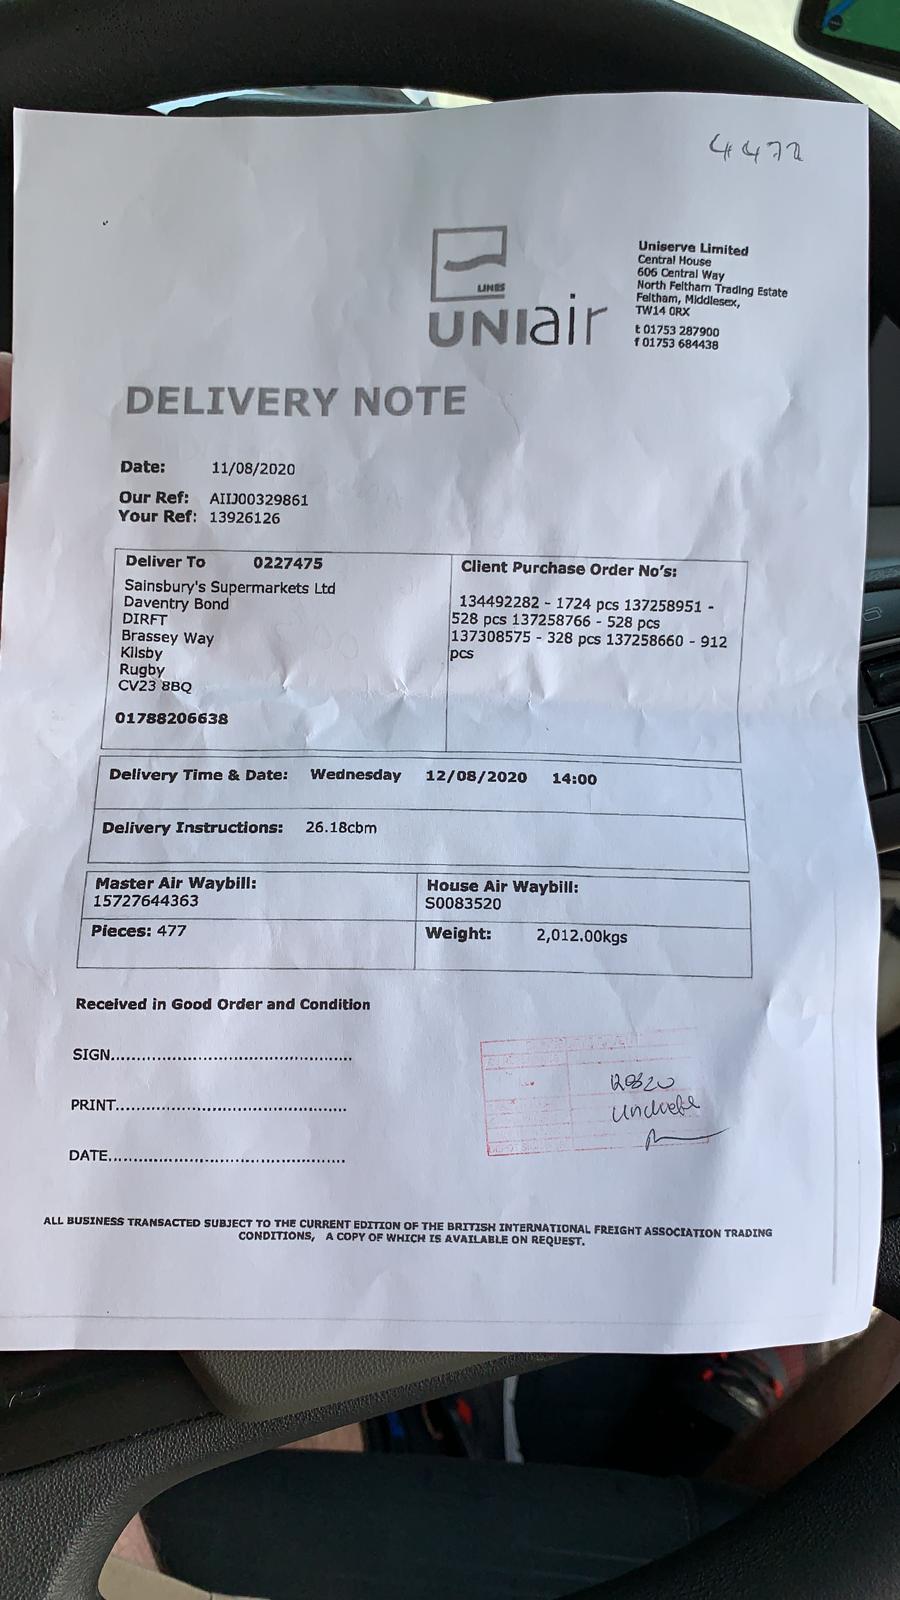 4472
LINES
UNIair
Uniserve Limited
Central House
606 Central Way
North Feltham Trading Estate
Feltham, Middlesex,
TW14 0RX
t 01753 287900
f 01753 684438
DELIVERY NOTE
Date: 11/08/2020
Our Ref: AIIJ00329861
Your Ref: 13926126
Deliver To 0227475
Sainsbury's Supermarkets Ltd
Daventry Bond
DIRFT
Brassey Way
Kilsby
Rugby
CV23 8BQ
01788206638
Client Purchase Order No's:
134492282 - 1724 pcs 137258951 -
528 pcs 137258766 - 528 pcs
137308575 - 328 pcs 137258660 - 912
pcs
Delivery Time & Date: Wednesday 12/08/2020 14:00
Delivery Instructions: 26.18cbm
Master Air Waybill:
15727644363
House Air Waybill:
S0083520
Pieces: 477
Weight: 2,012.00kgs
Received in Good Order and Condition
SIGN................................................
PRINT................................................
DATE................................................
ALL BUSINESS TRANSACTED SUBJECT TO THE CURRENT EDITION OF THE BRITISH INTERNATIONAL FREIGHT ASSOCIATION TRADING
CONDITIONS, A COPY OF WHICH IS AVAILABLE ON REQUEST.